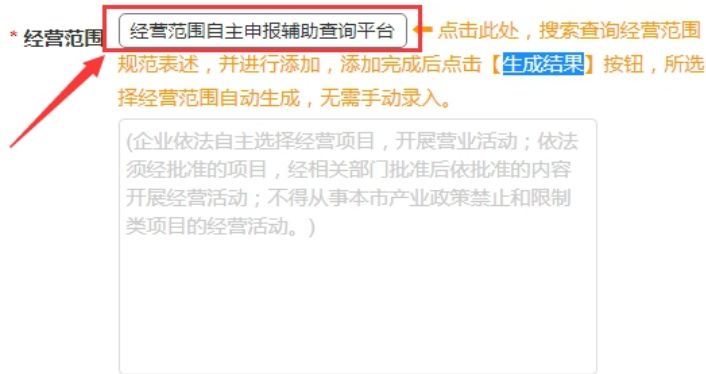 * 经营范围 经营范围自主申报辅助查询平台 点击此处，搜索查询经营范围
规范表述，并进行添加，添加完成后点击【生成结果】按钮，所选
择经营范围自动生成，无需手动录入。
(企业依法自主选择经营项目，开展营业活动；依法
须经批准的项目，经相关部门批准后依批准的内容
开展经营活动；不得从事本市产业政策禁止和限制
类项目的经营活动。)